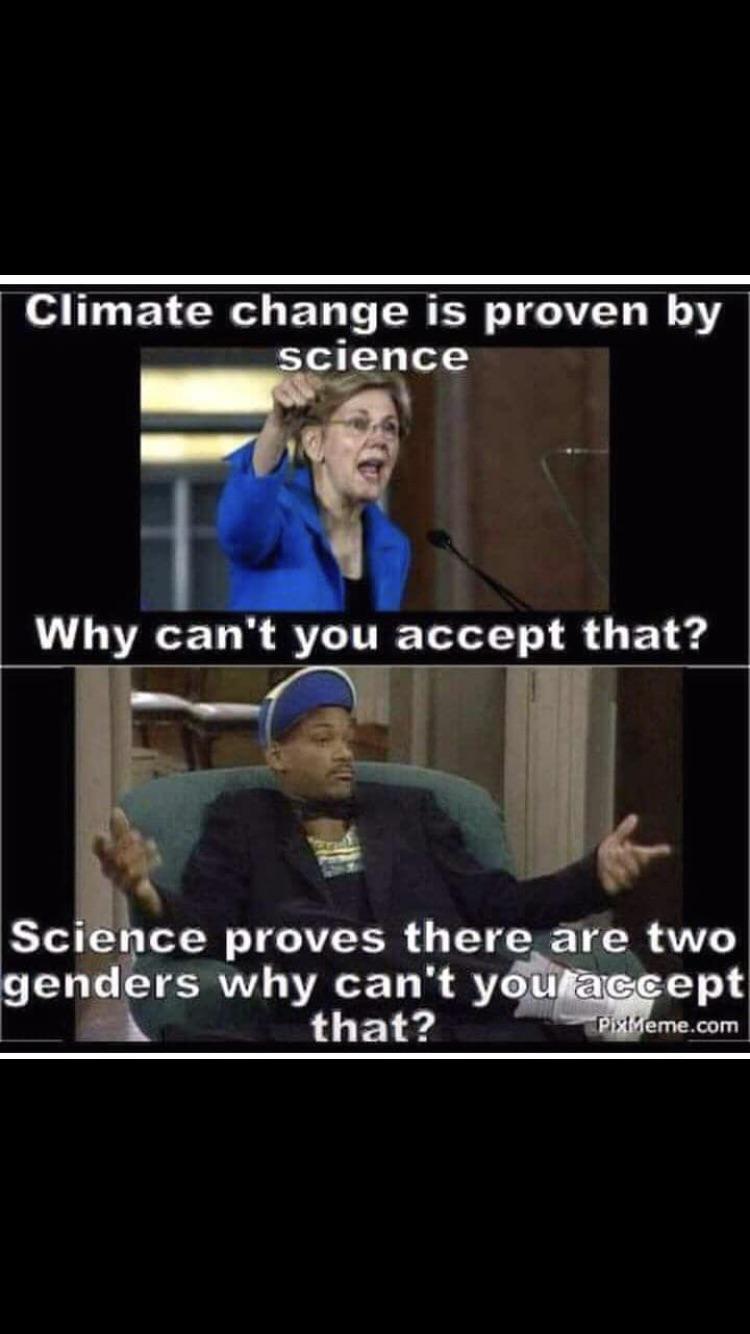 Climate change is proven by
science
Why can't you accept that?
Science proves there are two
genders why can't you accept
that?
PixMeme.com